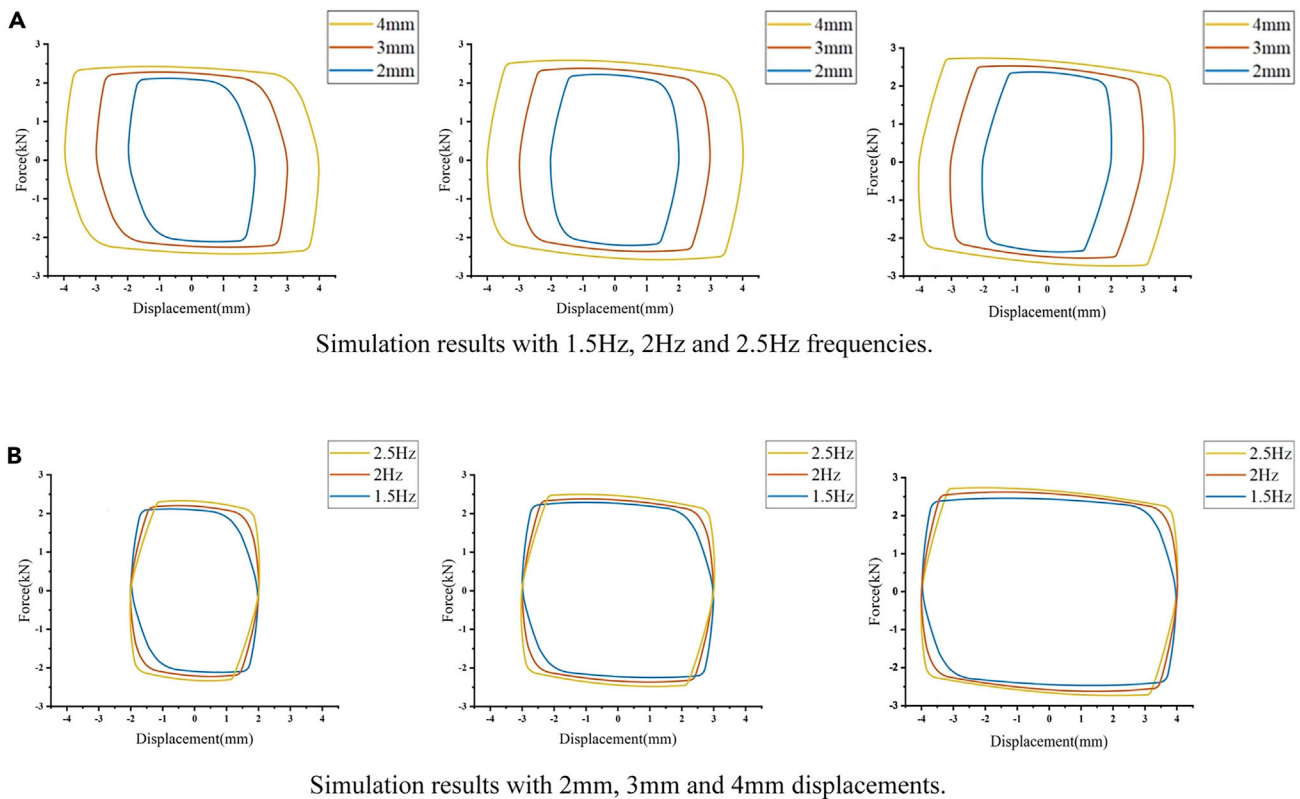 A
4mm
3mm
2mm
3
2
1
0
-1
-2
-3
Force(kN)
-4 -3 -2 -1 0 1 2 3 4
Displacement(mm)
4mm
3mm
2mm
3
2
1
0
-1
-2
-3
Force(kN)
-4 -3 -2 -1 0 1 2 3 4
Displacement(mm)
4mm
3mm
2mm
3
2
1
0
-1
-2
-3
Force(kN)
-4 -3 -2 -1 0 1 2 3 4
Displacement(mm)
Simulation results with 1.5Hz, 2Hz and 2.5Hz frequencies.
B
2.5Hz
2Hz
1.5Hz
3
2
1
0
-1
-2
-3
Force(kN)
-4 -3 -2 -1 0 1 2 3 4
Displacement(mm)
2.5Hz
2Hz
1.5Hz
3
2
1
0
-1
-2
-3
Force(kN)
-4 -3 -2 -1 0 1 2 3 4
Displacement(mm)
2.5Hz
2Hz
1.5Hz
3
2
1
0
-1
-2
-3
Force(kN)
-4 -3 -2 -1 0 1 2 3 4
Displacement(mm)
Simulation results with 2mm, 3mm and 4mm displacements.